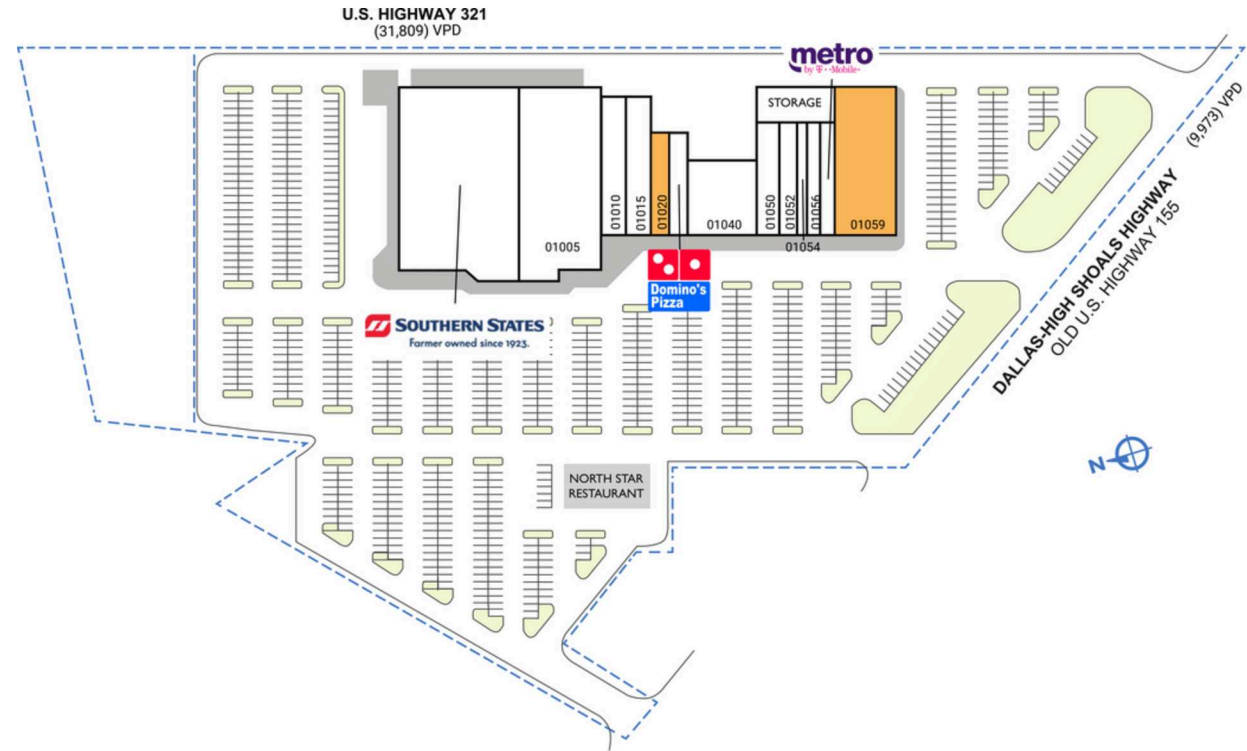 U.S. HIGHWAY 321
(31,809) VPD
metro
by T-Mobile
STORAGE
(9,973) VPD
DALLAS-HIGH SHOALS HIGHWAY
OLD U.S. HIGHWAY 155
01005
01010
01015
01020
01040
01050
01052
01054
01056
01059
Domino's
Pizza
SOUTHERN STATES
Farmer owned since 1923.
N
NORTH STAR
RESTAURANT